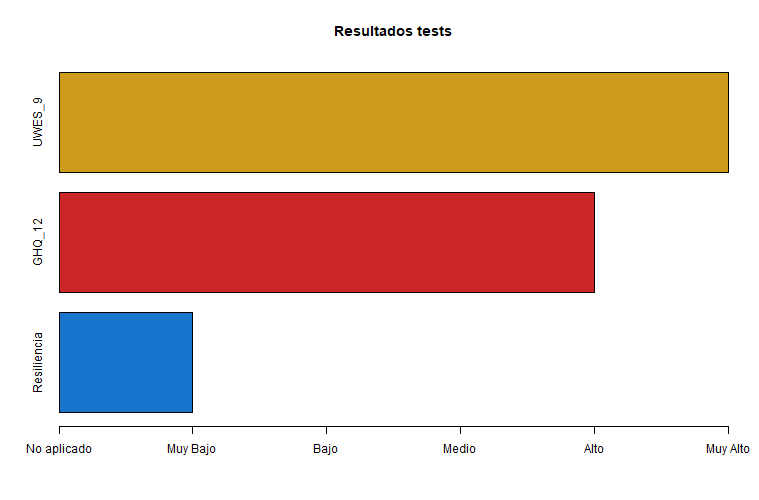 Resultados tests
UWES_9
GHQ_12
Resiliencia
No aplicado
Muy Bajo
Bajo
Medio
Alto
Muy Alto